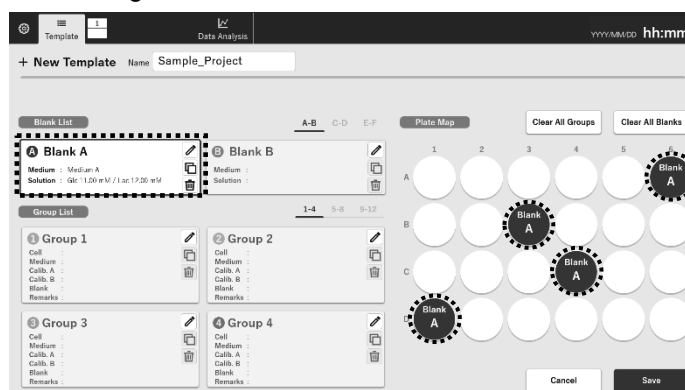 1
Template
Data Analysis
YYYY/MM/DD hh:mm
+ New Template Name Sample_Project
Blank List A-B C-D E-F
A Blank A
Medium : Medium A
Solution : Glc 11.00 mM / Lac 12.00 mM
B Blank B
Medium :
Solution :
Group List 1-4 5-8 9-12
1 Group 1
Cell :
Medium :
Calib. A :
Calib. B :
Blank :
Remarks :
2 Group 2
Cell :
Medium :
Calib. A :
Calib. B :
Blank :
Remarks :
3 Group 3
Cell :
Medium :
Calib. A :
Calib. B :
Blank :
Remarks :
4 Group 4
Cell :
Medium :
Calib. A :
Calib. B :
Blank :
Remarks :
Plate Map Clear All Groups Clear All Blanks
1 2 3 4 5 6
A
Blank
A
B
Blank
A
C
Blank
A
D
Blank
A
Cancel Save